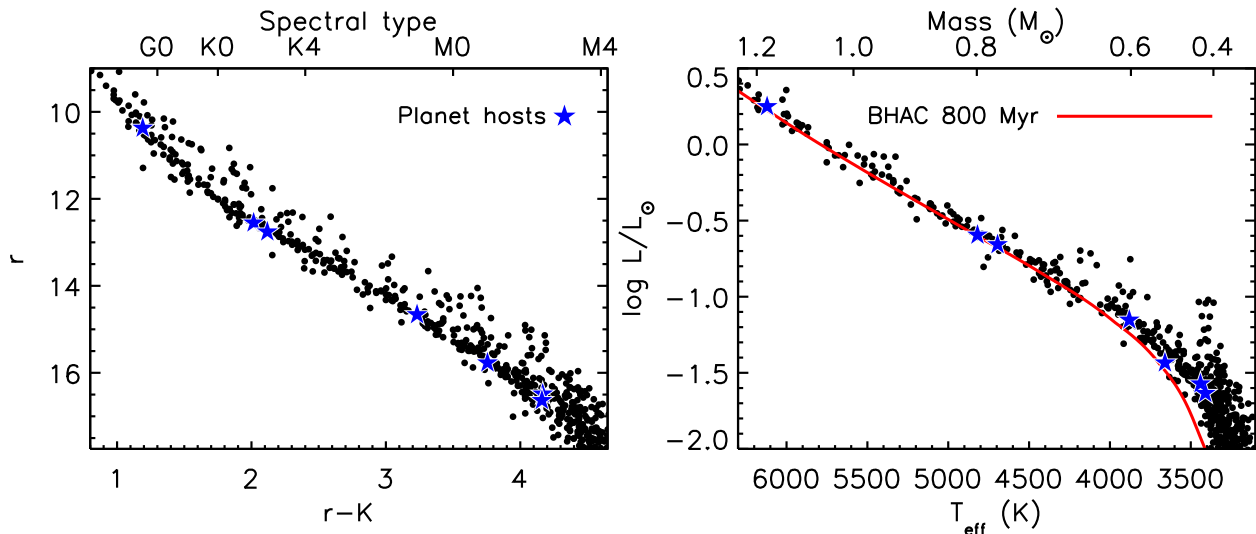 Spectral type
G0 K0 K4 M0 M4
Planet hosts
10
12
14
16
r
1 2 3 4
r−K
Mass (M☉)
1.2 1.0 0.8 0.6 0.4
BHAC 800 Myr
0.5
0.0
−0.5
−1.0
−1.5
−2.0
log L/L☉
6000 5500 5000 4500 4000 3500
Teff (K)